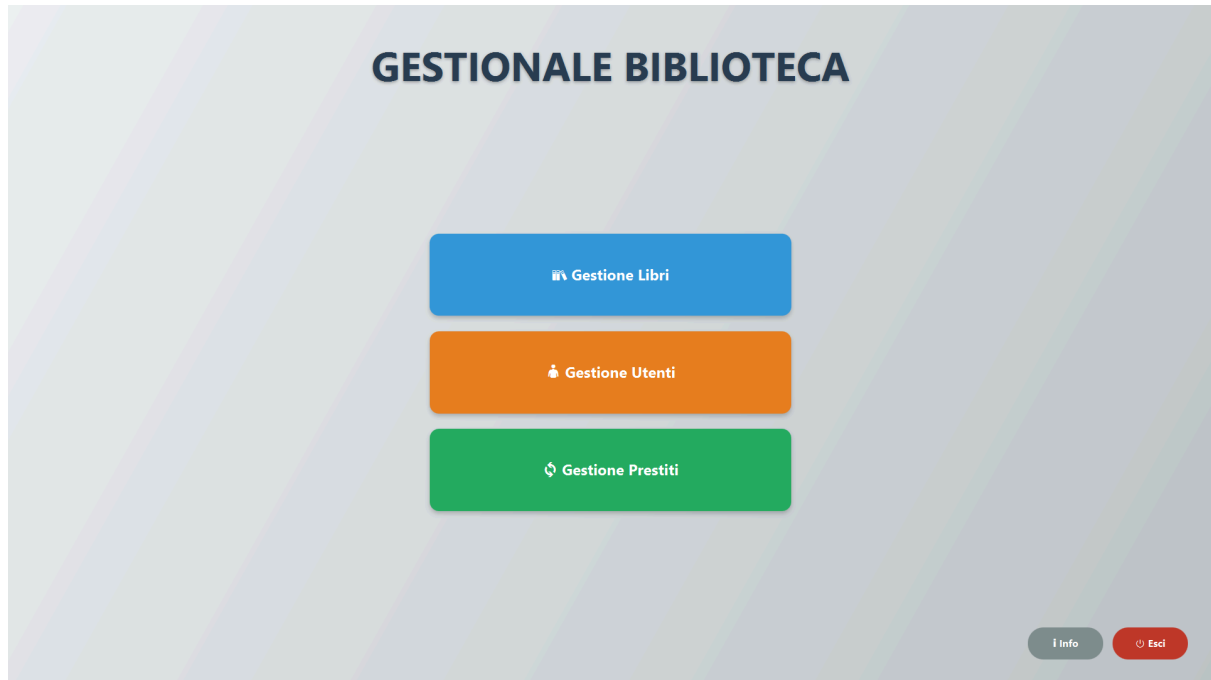 GESTIONALE BIBLIOTECA
Gestione Libri
Gestione Utenti
Gestione Prestiti
Info
Esci